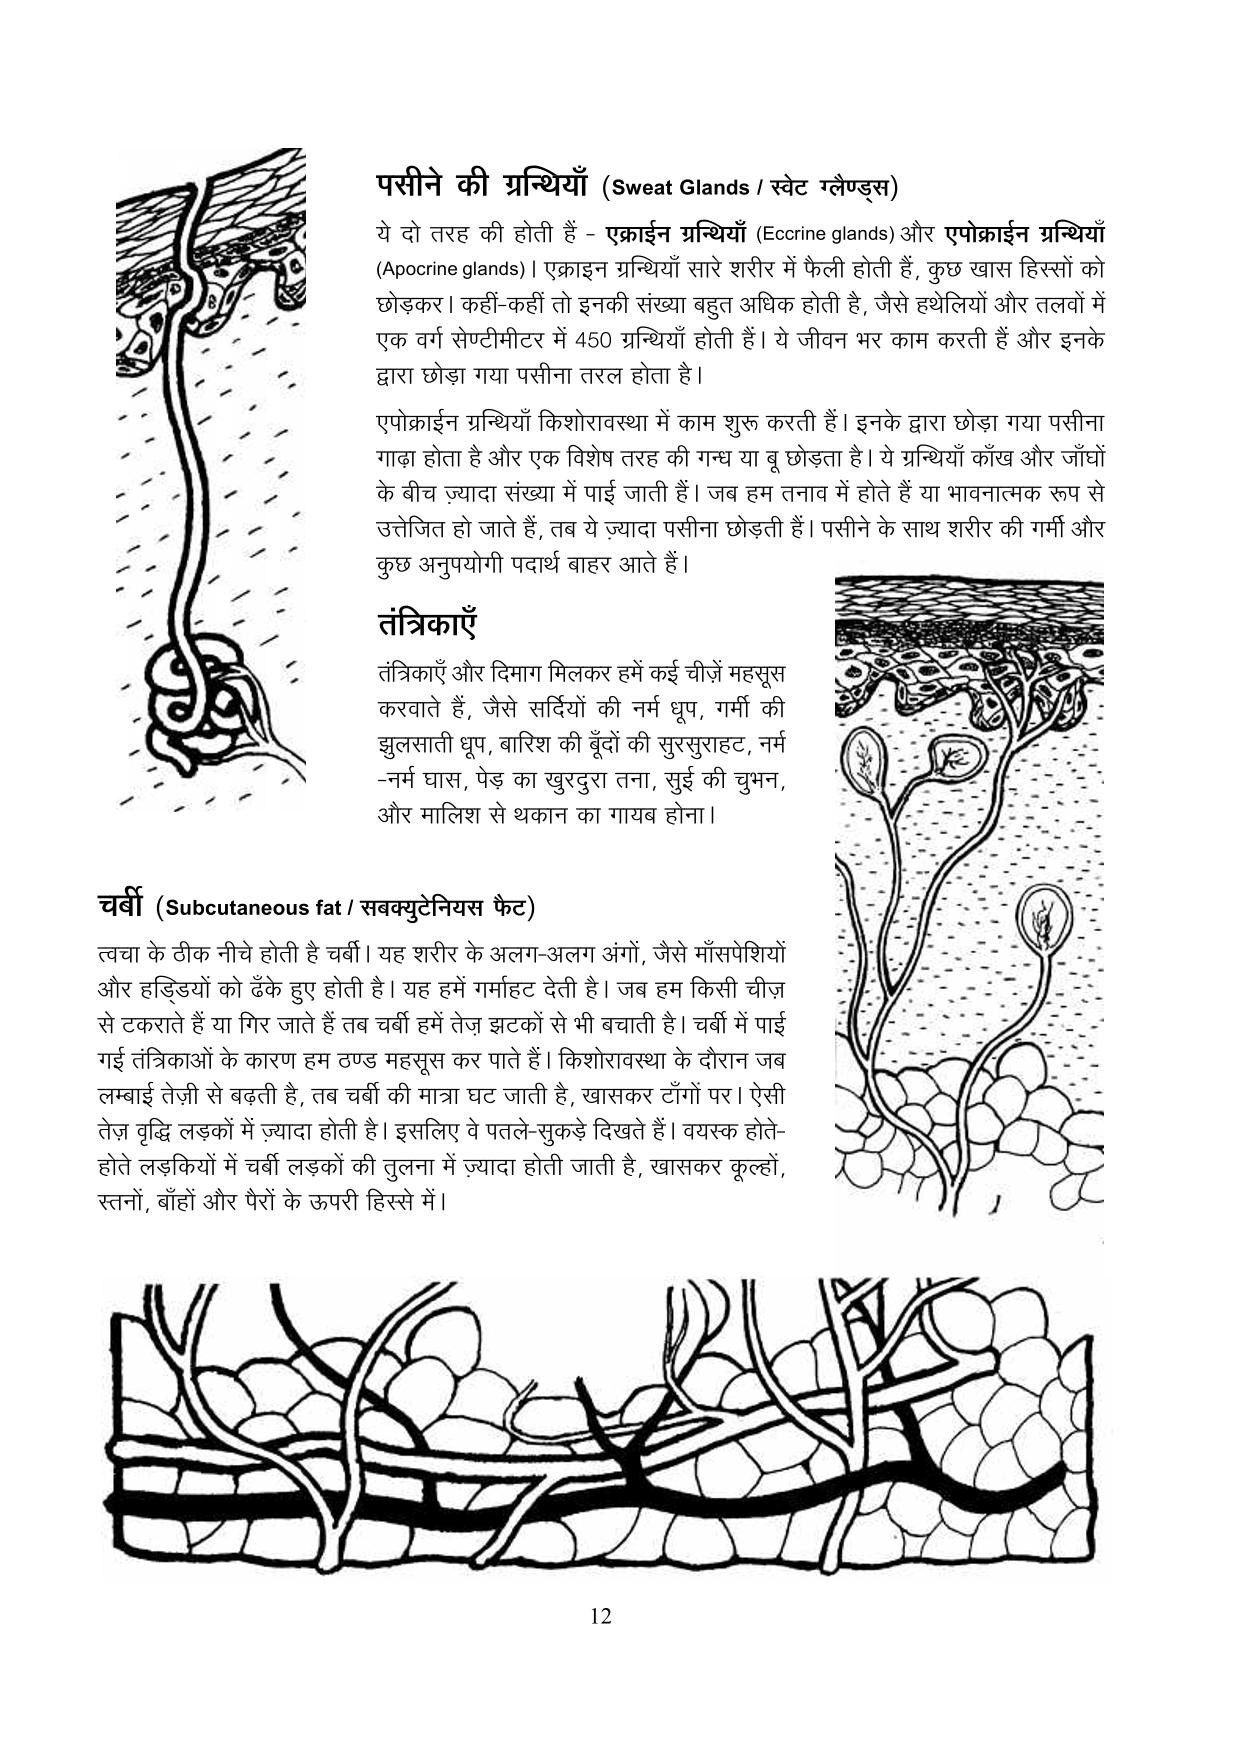 पसीने की ग्रन्थियाँ (Sweat Glands / स्वेट ग्लैण्ड्स)
ये दो तरह की होती हैं - एक्राईन ग्रन्थियाँ (Eccrine glands) और एपोक्राईन ग्रन्थियाँ
(Apocrine glands)। एक्राइन ग्रन्थियाँ सारे शरीर में फैली होती हैं, कुछ खास हिस्सों को
छोड़कर। कहीं-कहीं तो इनकी संख्या बहुत अधिक होती है, जैसे हथेलियों और तलवों में
एक वर्ग सेण्टीमीटर में 450 ग्रन्थियाँ होती हैं। ये जीवन भर काम करती हैं और इनके
द्वारा छोड़ा गया पसीना तरल होता है।
एपोक्राईन ग्रन्थियाँ किशोरावस्था में काम शुरू करती हैं। इनके द्वारा छोड़ा गया पसीना
गाढ़ा होता है और एक विशेष तरह की गन्ध या बू छोड़ता है। ये ग्रन्थियाँ काँख और जाँघों
के बीच ज़्यादा संख्या में पाई जाती हैं। जब हम तनाव में होते हैं या भावनात्मक रूप से
उत्तेजित हो जाते हैं, तब ये ज़्यादा पसीना छोड़ती हैं। पसीने के साथ शरीर की गर्मी और
कुछ अनुपयोगी पदार्थ बाहर आते हैं।
तंत्रिकाएँ
तंत्रिकाएँ और दिमाग मिलकर हमें कई चीज़ें महसूस
करवाते हैं, जैसे सर्दियों की नर्म धूप, गर्मी की
झुलसाती धूप, बारिश की बूँदों की सुरसुराहट, नर्म
-नर्म घास, पेड़ का खुरदुरा तना, सुई की चुभन,
और मालिश से थकान का गायब होना।
चर्बी (Subcutaneous fat / सबक्युटेनियस फैट)
त्वचा के ठीक नीचे होती है चर्बी। यह शरीर के अलग-अलग अंगों, जैसे माँसपेशियों
और हड्डियों को ढँके हुए होती है। यह हमें गर्माहट देती है। जब हम किसी चीज़
से टकराते हैं या गिर जाते हैं तब चर्बी हमें तेज़ झटकों से भी बचाती है। चर्बी में पाई
गई तंत्रिकाओं के कारण हम ठण्ड महसूस कर पाते हैं। किशोरावस्था के दौरान जब
लम्बाई तेज़ी से बढ़ती है, तब चर्बी की मात्रा घट जाती है, खासकर टाँगों पर। ऐसी
तेज़ वृद्धि लड़कों में ज़्यादा होती है। इसलिए वे पतले-सुकड़े दिखते हैं। वयस्क होते-
होते लड़कियों में चर्बी लड़कों की तुलना में ज़्यादा होती जाती है, खासकर कूल्हों,
स्तनों, बाँहों और पैरों के ऊपरी हिस्से में।
12